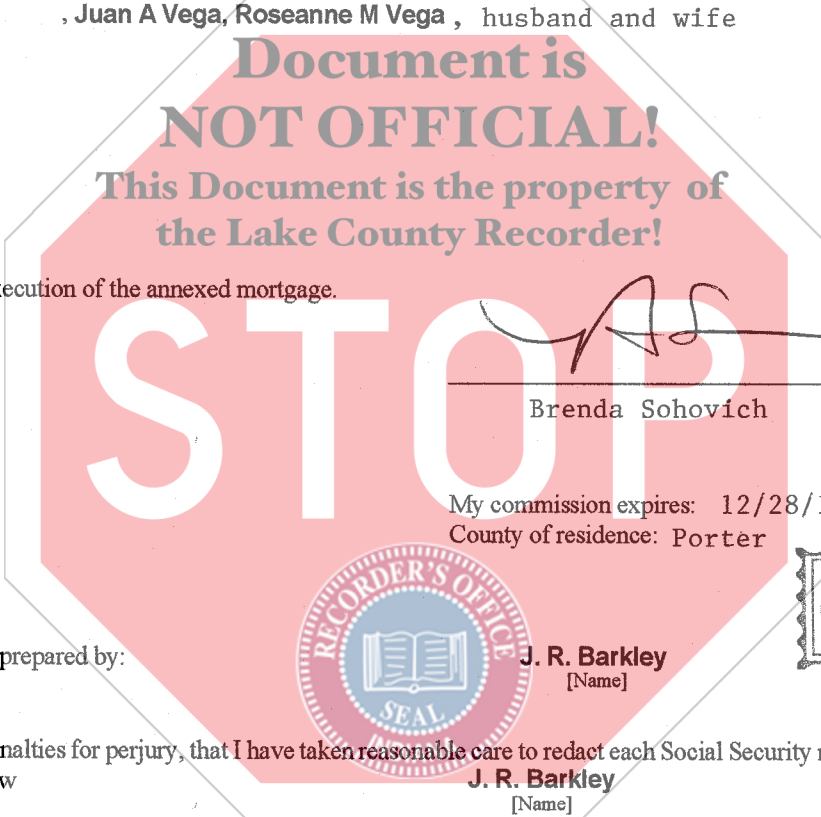 , Juan A Vega, Roseanne M Vega , husband and wife
Document is
NOT OFFICIAL!
This Document is the property of
the Lake County Recorder!
ecution of the annexed mortgage.
STOP
Brenda Sohovich
My commission expires: 12/28/
County of residence: Porter
RECORDER'S OFFICE
SEAL
prepared by:
J. R. Barkley
[Name]
nalties for perjury, that I have taken reasonable care to redact each Social Security
w
J. R. Barkley
[Name]